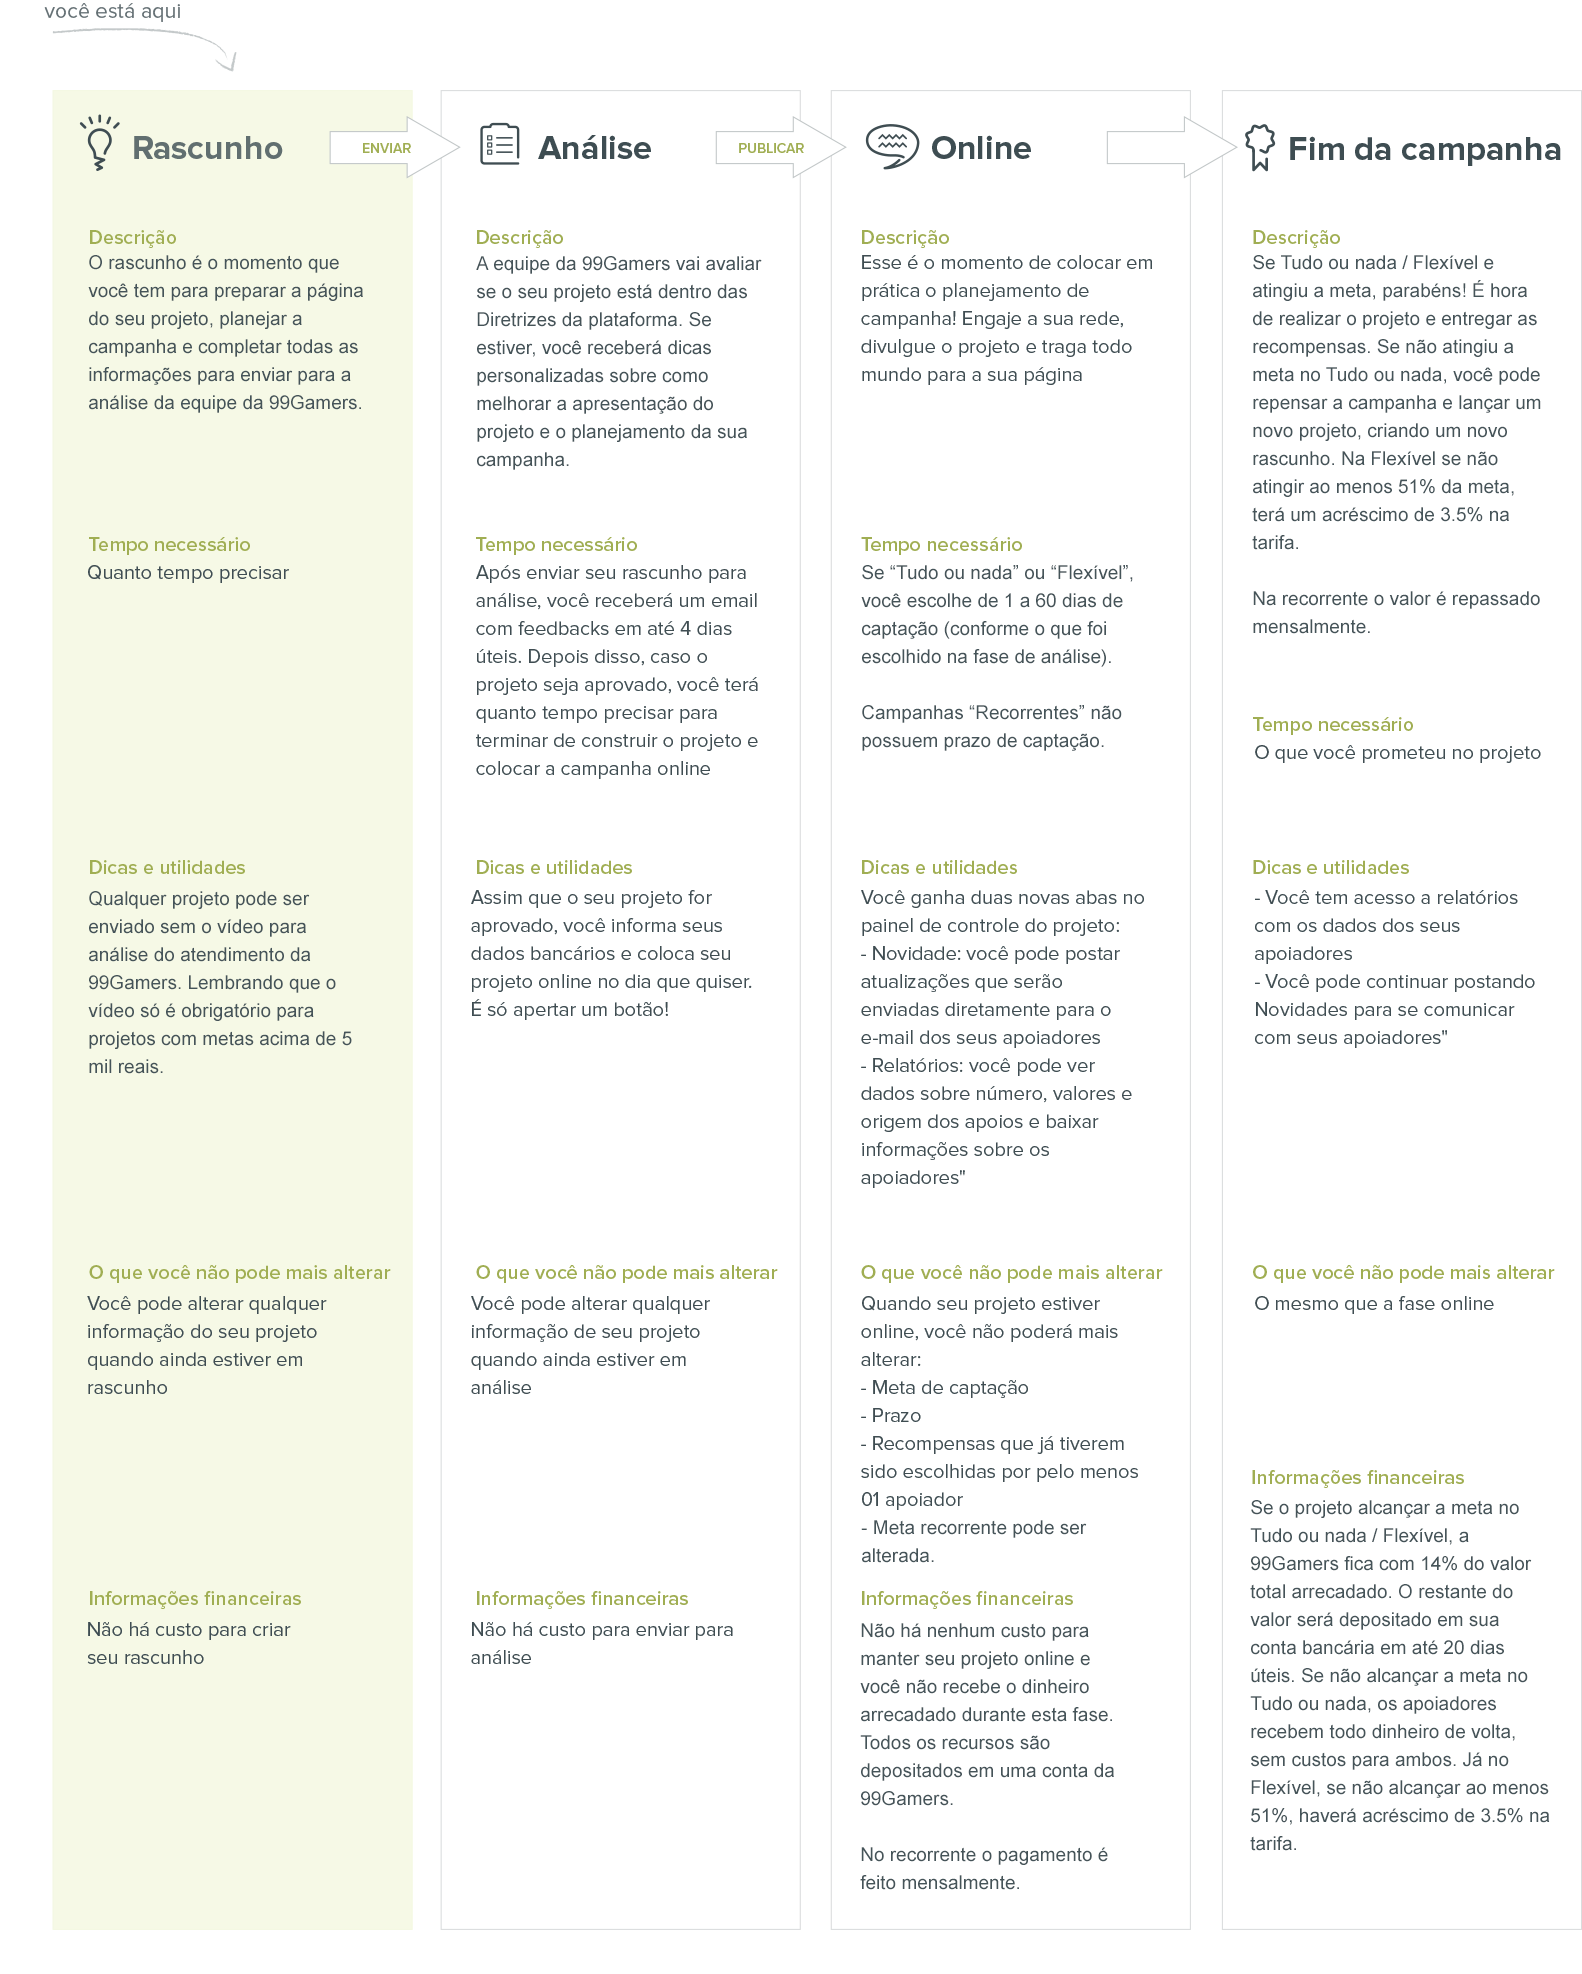 você está aqui
Rascunho
ENVIAR
Descrição
O rascunho é o momento que
você tem para preparar a página
do seu projeto, planejar a
campanha e completar todas as
informações para enviar para a
análise da equipe da 99Gamers.
Tempo necessário
Quanto tempo precisar
Dicas e utilidades
Qualquer projeto pode ser
enviado sem o vídeo para
análise do atendimento da
99Gamers. Lembrando que o
vídeo só é obrigatório para
projetos com metas acima de 5
mil reais.
O que você não pode mais alterar
Você pode alterar qualquer
informação do seu projeto
quando ainda estiver em
rascunho
Informações financeiras
Não há custo para criar
seu rascunho
Análise
PUBLICAR
Descrição
A equipe da 99Gamers vai avaliar
se o seu projeto está dentro das
Diretrizes da plataforma. Se
estiver, você receberá dicas
personalizadas sobre como
melhorar a apresentação do
projeto e o planejamento da sua
campanha.
Tempo necessário
Após enviar seu rascunho para
análise, você receberá um email
com feedbacks em até 4 dias
úteis. Depois disso, caso o
projeto seja aprovado, você terá
quanto tempo precisar para
terminar de construir o projeto e
colocar a campanha online
Dicas e utilidades
Assim que o seu projeto for
aprovado, você informa seus
dados bancários e coloca seu
projeto online no dia que quiser.
É só apertar um botão!
O que você não pode mais alterar
Você pode alterar qualquer
informação de seu projeto
quando ainda estiver em
análise
Informações financeiras
Não há custo para enviar para
análise
Online
Descrição
Esse é o momento de colocar em
prática o planejamento de
campanha! Engaje a sua rede,
divulgue o projeto e traga todo
mundo para a sua página
Tempo necessário
Se “Tudo ou nada” ou “Flexível”,
você escolhe de 1 a 60 dias de
captação (conforme o que foi
escolhido na fase de análise).
Campanhas “Recorrentes” não
possuem prazo de captação.
Dicas e utilidades
Você ganha duas novas abas no
painel de controle do projeto:
- Novidade: você pode postar
atualizações que serão
enviadas diretamente para o
e-mail dos seus apoiadores
- Relatórios: você pode ver
dados sobre número, valores e
origem dos apoios e baixar
informações sobre os
apoiadores"
O que você não pode mais alterar
Quando seu projeto estiver
online, você não poderá mais
alterar:
- Meta de captação
- Prazo
- Recompensas que já tiverem
sido escolhidas por pelo menos
01 apoiador
- Meta recorrente pode ser
alterada.
Informações financeiras
Não há nenhum custo para
manter seu projeto online e
você não recebe o dinheiro
arrecadado durante esta fase.
Todos os recursos são
depositados em uma conta da
99Gamers.
No recorrente o pagamento é
feito mensalmente.
Fim da campanha
Descrição
Se Tudo ou nada / Flexível e
atingiu a meta, parabéns! É hora
de realizar o projeto e entregar as
recompensas. Se não atingiu a
meta no Tudo ou nada, você pode
repensar a campanha e lançar um
novo projeto, criando um novo
rascunho. Na Flexível se não
atingir ao menos 51% da meta,
terá um acréscimo de 3.5% na
tarifa.
Na recorrente o valor é repassado
mensalmente.
Tempo necessário
O que você prometeu no projeto
Dicas e utilidades
- Você tem acesso a relatórios
com os dados dos seus
apoiadores
- Você pode continuar postando
Novidades para se comunicar
com seus apoiadores"
O que você não pode mais alterar
O mesmo que a fase online
Informações financeiras
Se o projeto alcançar a meta no
Tudo ou nada / Flexível, a
99Gamers fica com 14% do valor
total arrecadado. O restante do
valor será depositado em sua
conta bancária em até 20 dias
úteis. Se não alcançar a meta no
Tudo ou nada, os apoiadores
recebem todo dinheiro de volta,
sem custos para ambos. Já no
Flexível, se não alcançar ao menos
51%, haverá acréscimo de 3.5% na
tarifa.